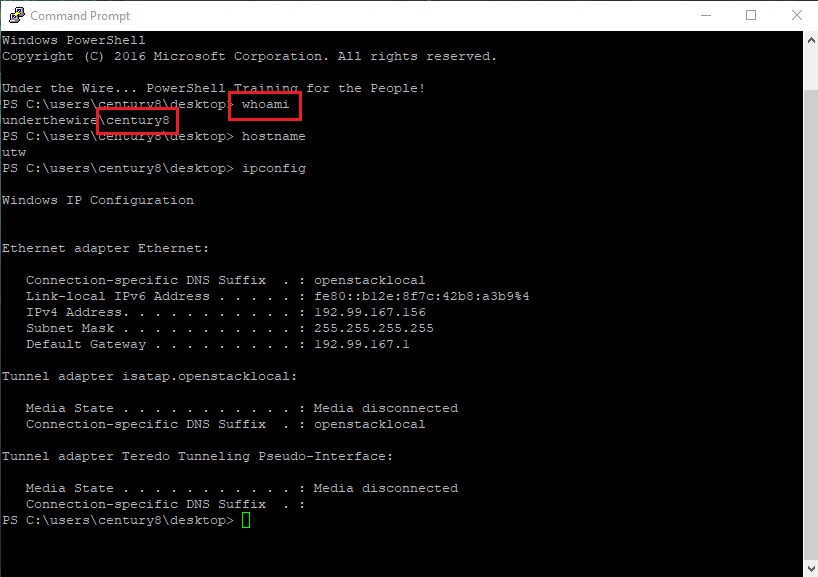 Command Prompt
Windows PowerShell
Copyright (C) 2016 Microsoft Corporation. All rights reserved.
Under the Wire... PowerShell Training for the People!
PS C:\users\century8\desktop> whoami
underthewire\century8
PS C:\users\century8\desktop> hostname
utw
PS C:\users\century8\desktop> ipconfig
Windows IP Configuration
Ethernet adapter Ethernet:
   Connection-specific DNS Suffix  . : openstacklocal
   Link-local IPv6 Address . . . . . : fe80::b12e:8f7c:42b8:a3b9%4
   IPv4 Address. . . . . . . . . . . : 192.99.167.156
   Subnet Mask . . . . . . . . . . . : 255.255.255.255
   Default Gateway . . . . . . . . . : 192.99.167.1
Tunnel adapter isatap.openstacklocal:
   Media State . . . . . . . . . . . : Media disconnected
   Connection-specific DNS Suffix  . : openstacklocal
Tunnel adapter Teredo Tunneling Pseudo-Interface:
   Media State . . . . . . . . . . . : Media disconnected
   Connection-specific DNS Suffix  . :
PS C:\users\century8\desktop>